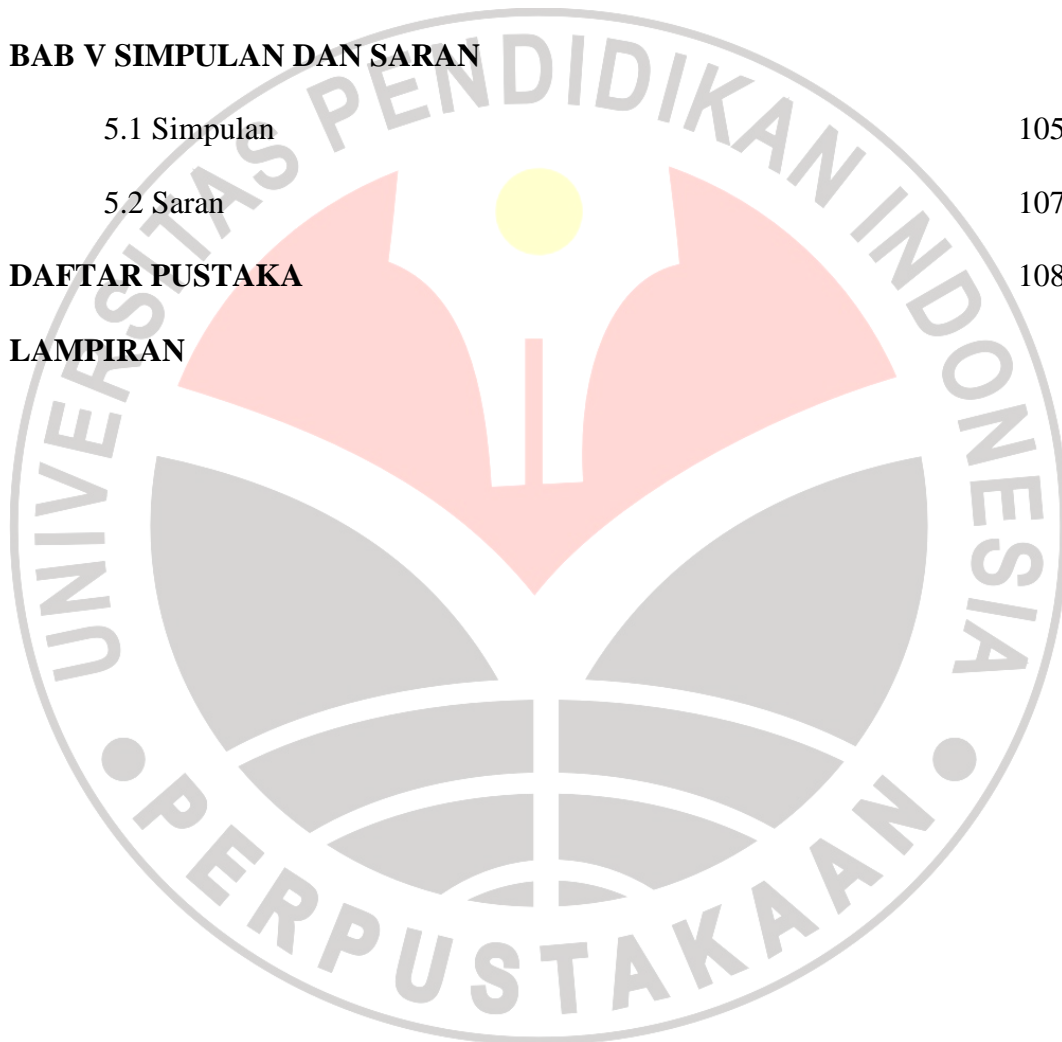 BAB V SIMPULAN DAN SARAN
5.1 Simpulan 105
5.2 Saran 107
DAFTAR PUSTAKA 108
LAMPIRAN
UNIVERSITAS PENDIDIKAN INDONESIA
PERPUSTAKAAN